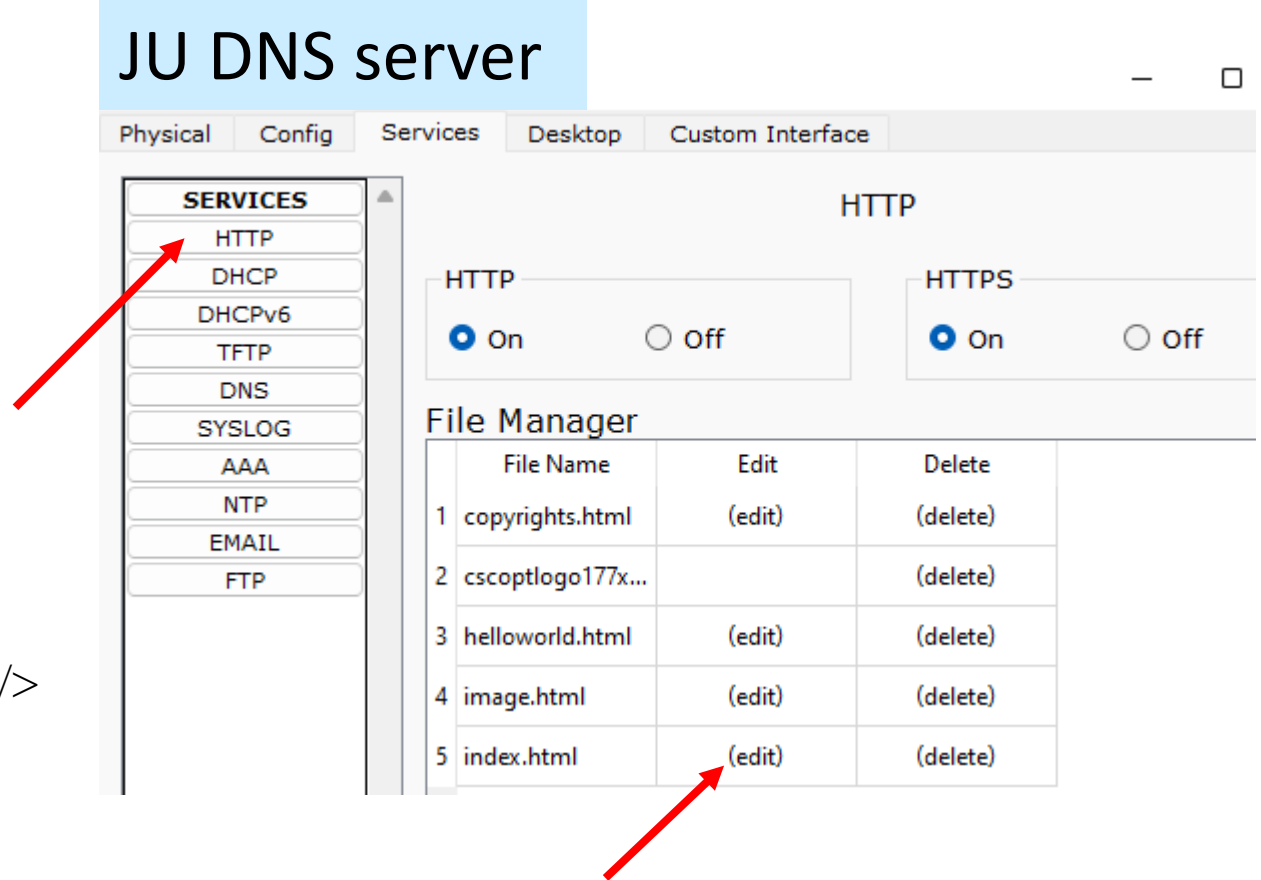 JU DNS server
Physical Config Services Desktop Custom Interface
SERVICES
HTTP
DHCP
DHCPv6
TFTP
DNS
SYSLOG
AAA
NTP
EMAIL
FTP
HTTP
HTTP
On Off
HTTPS
On Off
File Manager
File Name Edit Delete
1 copyrights.html (edit) (delete)
2 cscoptlogo177x... (delete)
3 helloworld.html (edit) (delete)
4 image.html (edit) (delete)
5 index.html (edit) (delete)
/>